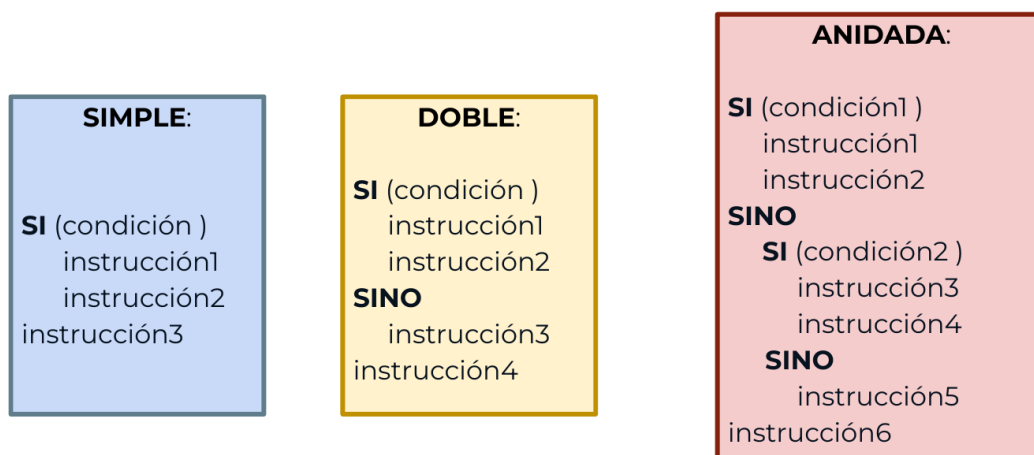 SIMPLE:
SI (condición )
instrucción1
instrucción2
instrucción3
DOBLE:
SI (condición )
instrucción1
instrucción2
SINO
instrucción3
instrucción4
ANIDADA:
SI (condición1 )
instrucción1
instrucción2
SINO
SI (condición2 )
instrucción3
instrucción4
SINO
instrucción5
instrucción6